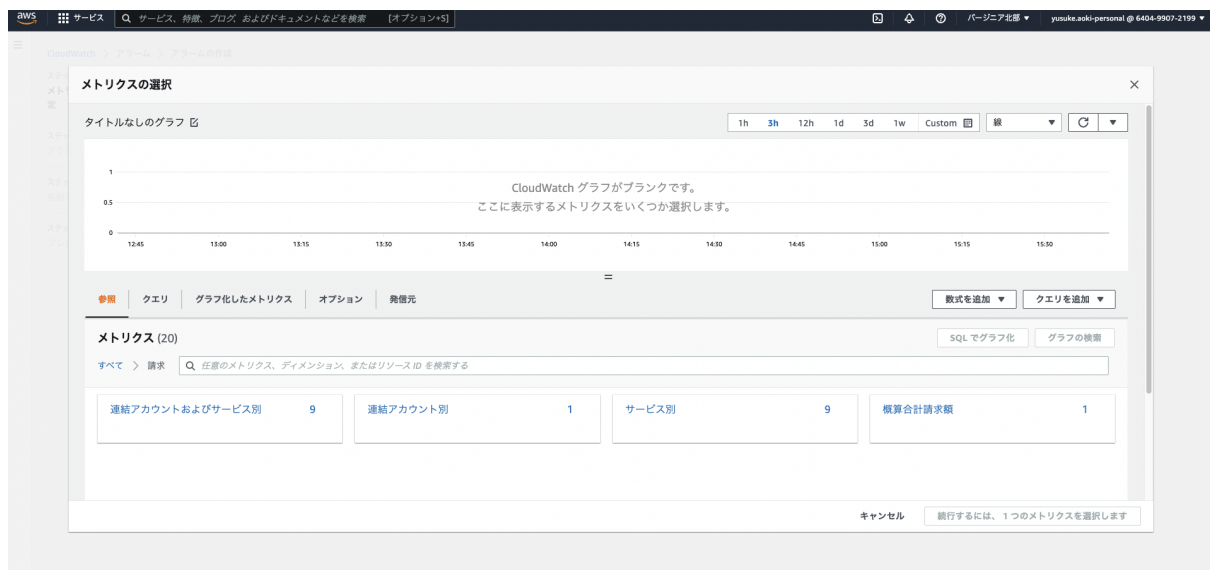 aws サービス サービス、特徴、ブログ、およびドキュメントなどを検索 [オプション+S] バージニア北部 ▼ yusuke.aoki-personal @ 6404-9907-2199 ▼
CloudWatch > アラーム > アラームの作成
メトリクスの選択
タイトルなしのグラフ
1h 3h 12h 1d 3d 1w Custom 線
1
0.5
0
CloudWatch グラフがブランクです。
ここに表示するメトリクスをいくつか選択します。
12:45 13:00 13:15 13:30 13:45 14:00 14:15 14:30 14:45 15:00 15:15 15:30
参照 クエリ グラフ化したメトリクス オプション 発信元 数式を追加 ▼ クエリを追加 ▼
メトリクス (20) SQL でグラフ化 グラフの検索
すべて > 請求 任意のメトリクス、ディメンション、またはリソース ID を検索する
連結アカウントおよびサービス別 9 連結アカウント別 1 サービス別 9 概算合計請求額 1
キャンセル 続行するには、1 つのメトリクスを選択します